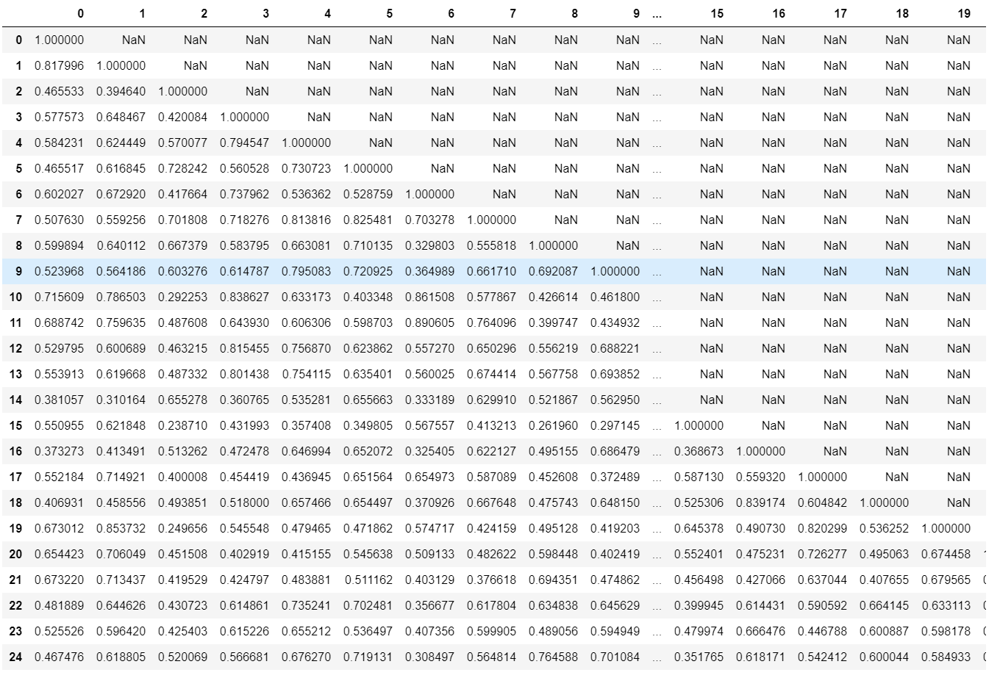 0 1 2 3 4 5 6 7 8 9 ... 15 16 17 18 19
0 1.000000 NaN NaN NaN NaN NaN NaN NaN NaN NaN ... NaN NaN NaN NaN NaN
1 0.817996 1.000000 NaN NaN NaN NaN NaN NaN NaN NaN ... NaN NaN NaN NaN NaN
2 0.465533 0.394640 1.000000 NaN NaN NaN NaN NaN NaN NaN ... NaN NaN NaN NaN NaN
3 0.577573 0.648467 0.420084 1.000000 NaN NaN NaN NaN NaN NaN ... NaN NaN NaN NaN NaN
4 0.584231 0.624449 0.570077 0.794547 1.000000 NaN NaN NaN NaN NaN ... NaN NaN NaN NaN NaN
5 0.465517 0.616845 0.728242 0.560528 0.730723 1.000000 NaN NaN NaN NaN ... NaN NaN NaN NaN NaN
6 0.602027 0.672920 0.417664 0.737962 0.536362 0.528759 1.000000 NaN NaN NaN ... NaN NaN NaN NaN NaN
7 0.507630 0.559256 0.701808 0.718276 0.813816 0.825481 0.703278 1.000000 NaN NaN ... NaN NaN NaN NaN NaN
8 0.599894 0.640112 0.667379 0.583795 0.663081 0.710135 0.329803 0.555818 1.000000 NaN ... NaN NaN NaN NaN NaN
9 0.523968 0.564186 0.603276 0.614787 0.795083 0.720925 0.364989 0.661710 0.692087 1.000000 ... NaN NaN NaN NaN NaN
10 0.715609 0.786503 0.292253 0.838627 0.633173 0.403348 0.861508 0.577867 0.426614 0.461800 ... NaN NaN NaN NaN NaN
11 0.688742 0.759635 0.487608 0.643930 0.606306 0.598703 0.890605 0.764096 0.399747 0.434932 ... NaN NaN NaN NaN NaN
12 0.529795 0.600689 0.463215 0.815455 0.756870 0.623862 0.557270 0.650296 0.556219 0.688221 ... NaN NaN NaN NaN NaN
13 0.553913 0.619668 0.487332 0.801438 0.754115 0.635401 0.560025 0.674414 0.567758 0.693852 ... NaN NaN NaN NaN NaN
14 0.381057 0.310164 0.655278 0.360765 0.535281 0.655663 0.333189 0.629910 0.521867 0.562950 ... NaN NaN NaN NaN NaN
15 0.550955 0.621848 0.238710 0.431993 0.357408 0.349805 0.567557 0.413213 0.261960 0.297145 ... 1.000000 NaN NaN NaN NaN
16 0.373273 0.413491 0.513262 0.472478 0.646994 0.652072 0.325405 0.622127 0.495155 0.686479 ... 0.368673 1.000000 NaN NaN NaN
17 0.552184 0.714921 0.400008 0.454419 0.436945 0.651564 0.654973 0.587089 0.452608 0.372489 ... 0.587130 0.559320 1.000000 NaN NaN
18 0.406931 0.458556 0.493851 0.518000 0.657466 0.654497 0.370926 0.667648 0.475743 0.648150 ... 0.525306 0.839174 0.604842 1.000000 NaN
19 0.673012 0.853732 0.249656 0.545548 0.479465 0.471862 0.574717 0.424159 0.495128 0.419203 ... 0.645378 0.490730 0.820299 0.536252 1.000000
20 0.654423 0.706049 0.451508 0.402919 0.415155 0.545638 0.509133 0.482622 0.598448 0.402419 ... 0.552401 0.475231 0.726277 0.495063 0.674458
21 0.673220 0.713437 0.419529 0.424797 0.483881 0.511162 0.403129 0.376618 0.694351 0.474862 ... 0.456498 0.427066 0.637044 0.407655 0.679565
22 0.481889 0.644626 0.430723 0.614861 0.735241 0.702481 0.356677 0.617804 0.634838 0.645629 ... 0.399945 0.614431 0.590592 0.664145 0.633113
23 0.525526 0.596420 0.425403 0.615226 0.655212 0.536497 0.407356 0.599905 0.489056 0.594949 ... 0.479974 0.666476 0.446788 0.600887 0.598178
24 0.467476 0.618805 0.520069 0.566681 0.676270 0.719131 0.308497 0.564814 0.764588 0.701084 ... 0.351765 0.618171 0.542412 0.600044 0.584933